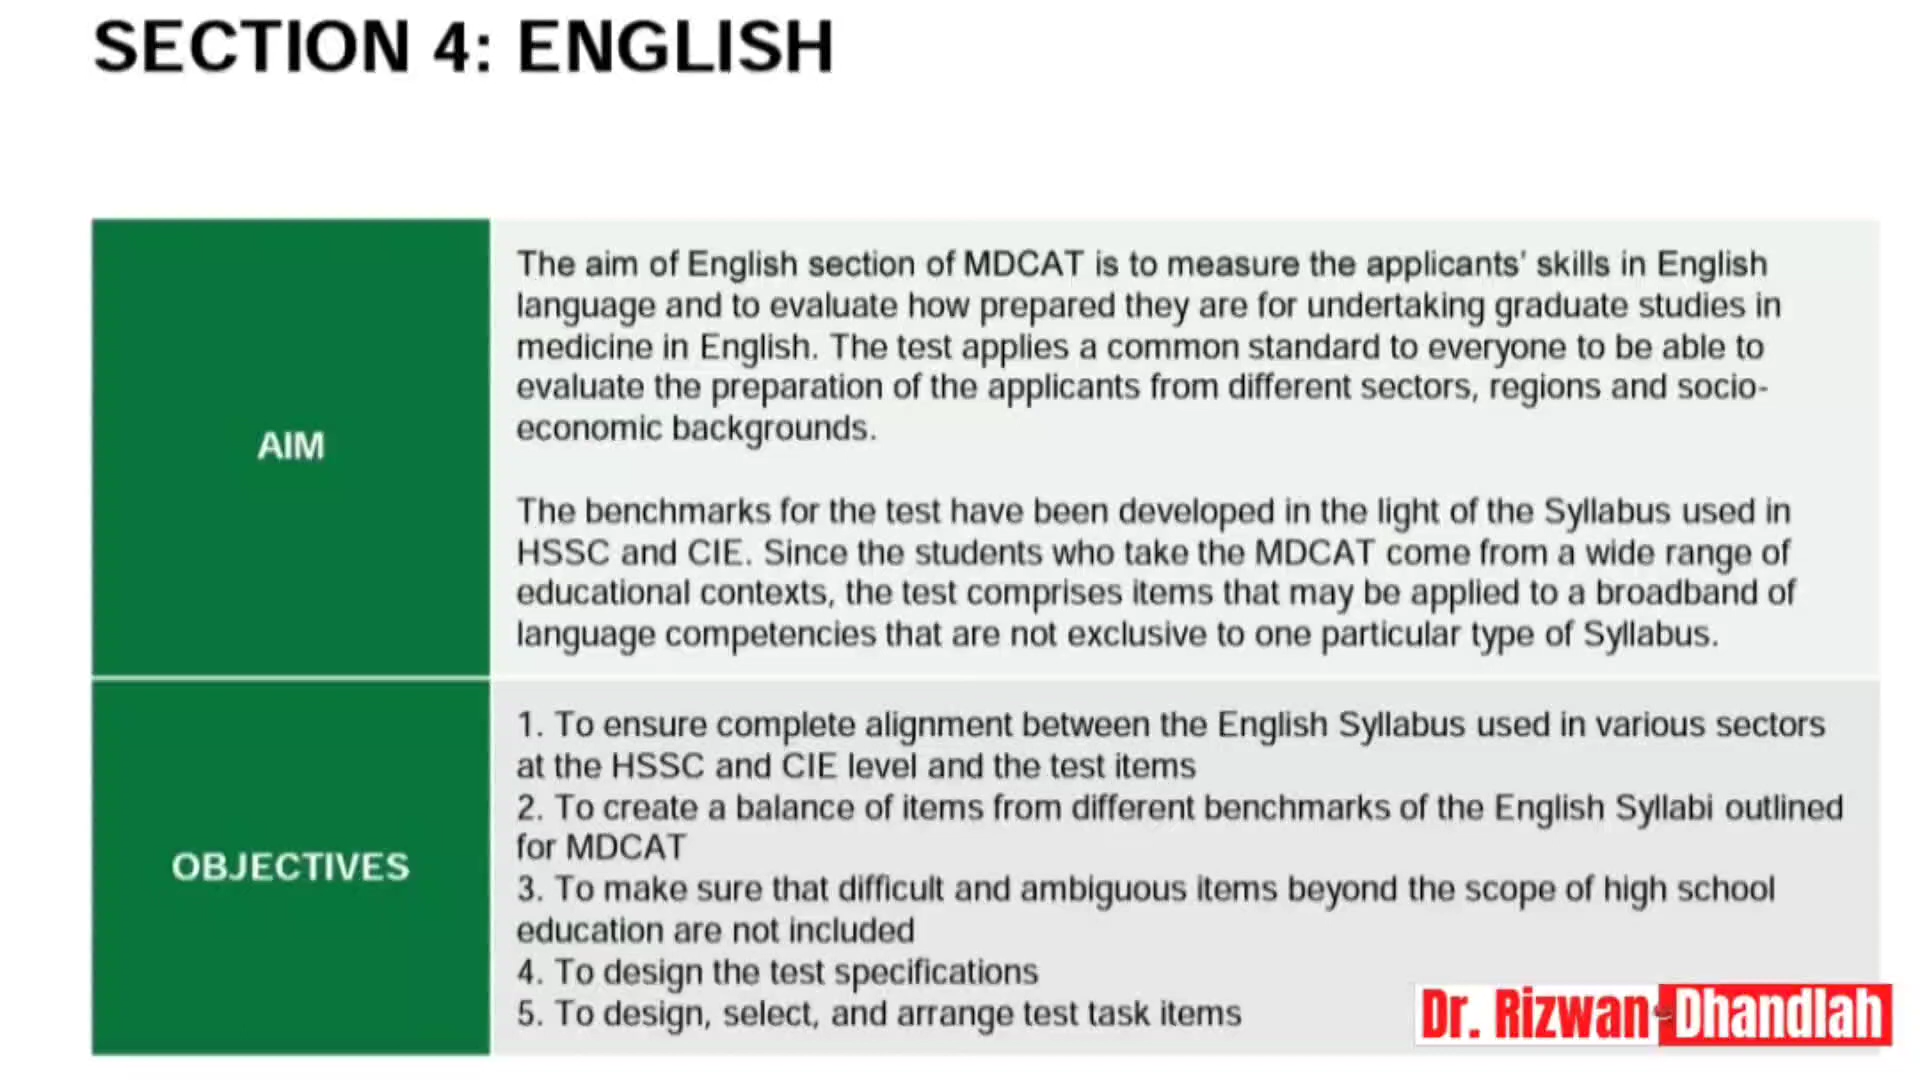 SECTION 4: ENGLISH
AIM
The aim of English section of MDCAT is to measure the applicants' skills in English
language and to evaluate how prepared they are for undertaking graduate studies in
medicine in English. The test applies a common standard to everyone to be able to
evaluate the preparation of the applicants from different sectors, regions and socio-
economic backgrounds.
The benchmarks for the test have been developed in the light of the Syllabus used in
HSSC and CIE. Since the students who take the MDCAT come from a wide range of
educational contexts, the test comprises items that may be applied to a broadband of
language competencies that are not exclusive to one particular type of Syllabus.
OBJECTIVES
1. To ensure complete alignment between the English Syllabus used in various sectors
at the HSSC and CIE level and the test items
2. To create a balance of items from different benchmarks of the English Syllabi outlined
for MDCAT
3. To make sure that difficult and ambiguous items beyond the scope of high school
education are not included
4. To design the test specifications
5. To design, select, and arrange test task items
Dr. Rizwan Dhandlah